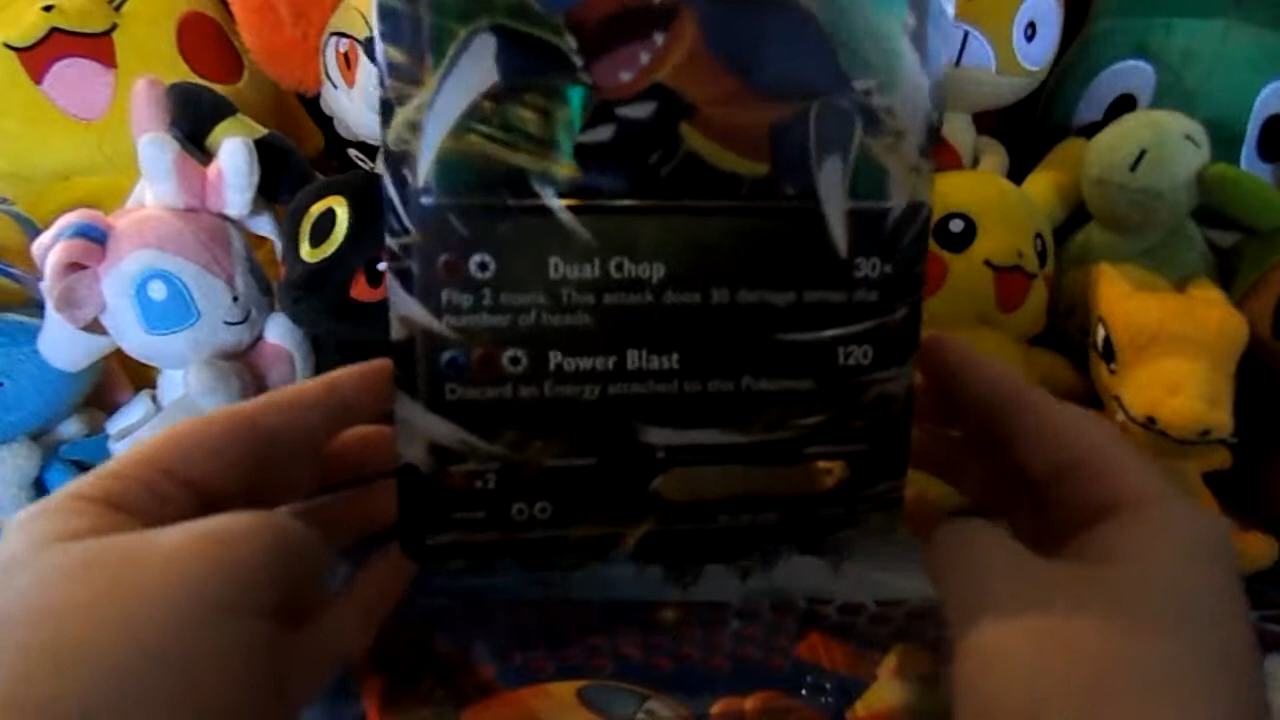 Dual Chop 30×
Flip 2 coins. This attack does 30 damage times the
number of heads.
Power Blast 120
Discard an Energy attached to this Pokémon.
×2